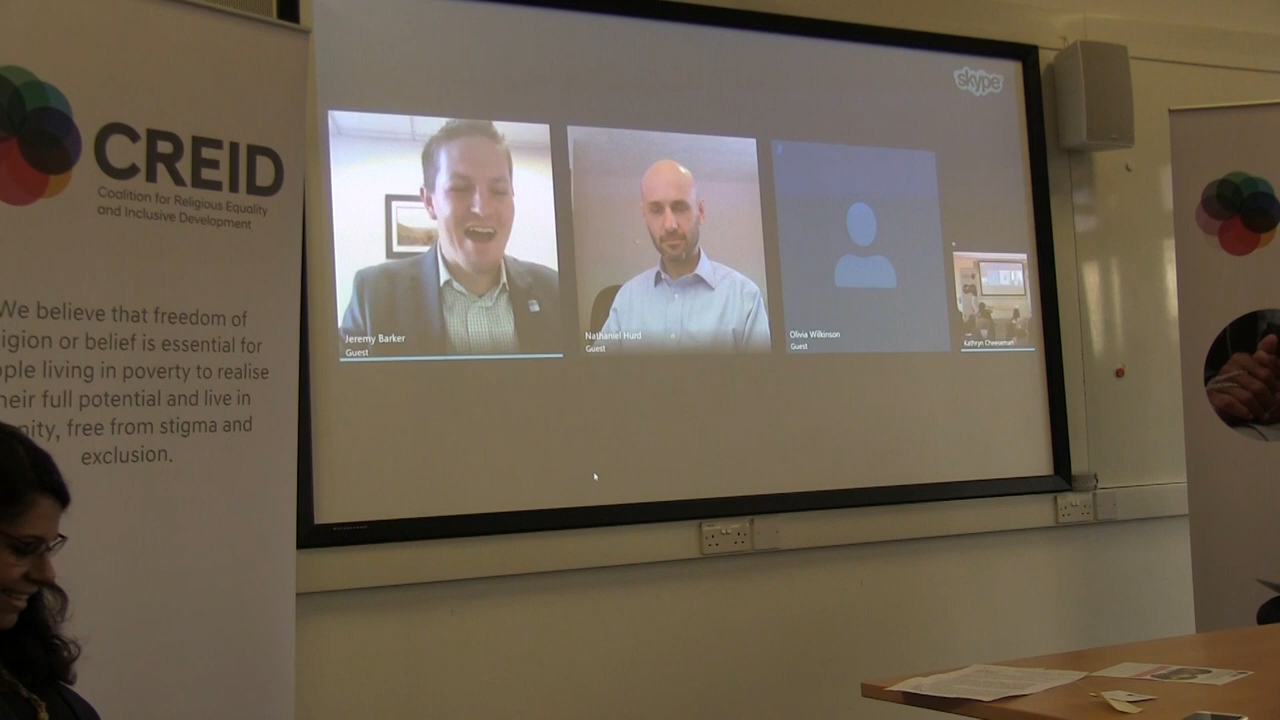 CREID
Coalition for Religious Equality
and Inclusive Development
We believe that freedom of
igion or belief is essential for
ople living in poverty to realise
heir full potential and live in
nity, free from stigma and
exclusion.
skype
Jeremy Barker
Guest
Nathaniel Hurd
Guest
Olivia Wilkinson
Guest
Kathryn Cheeseman